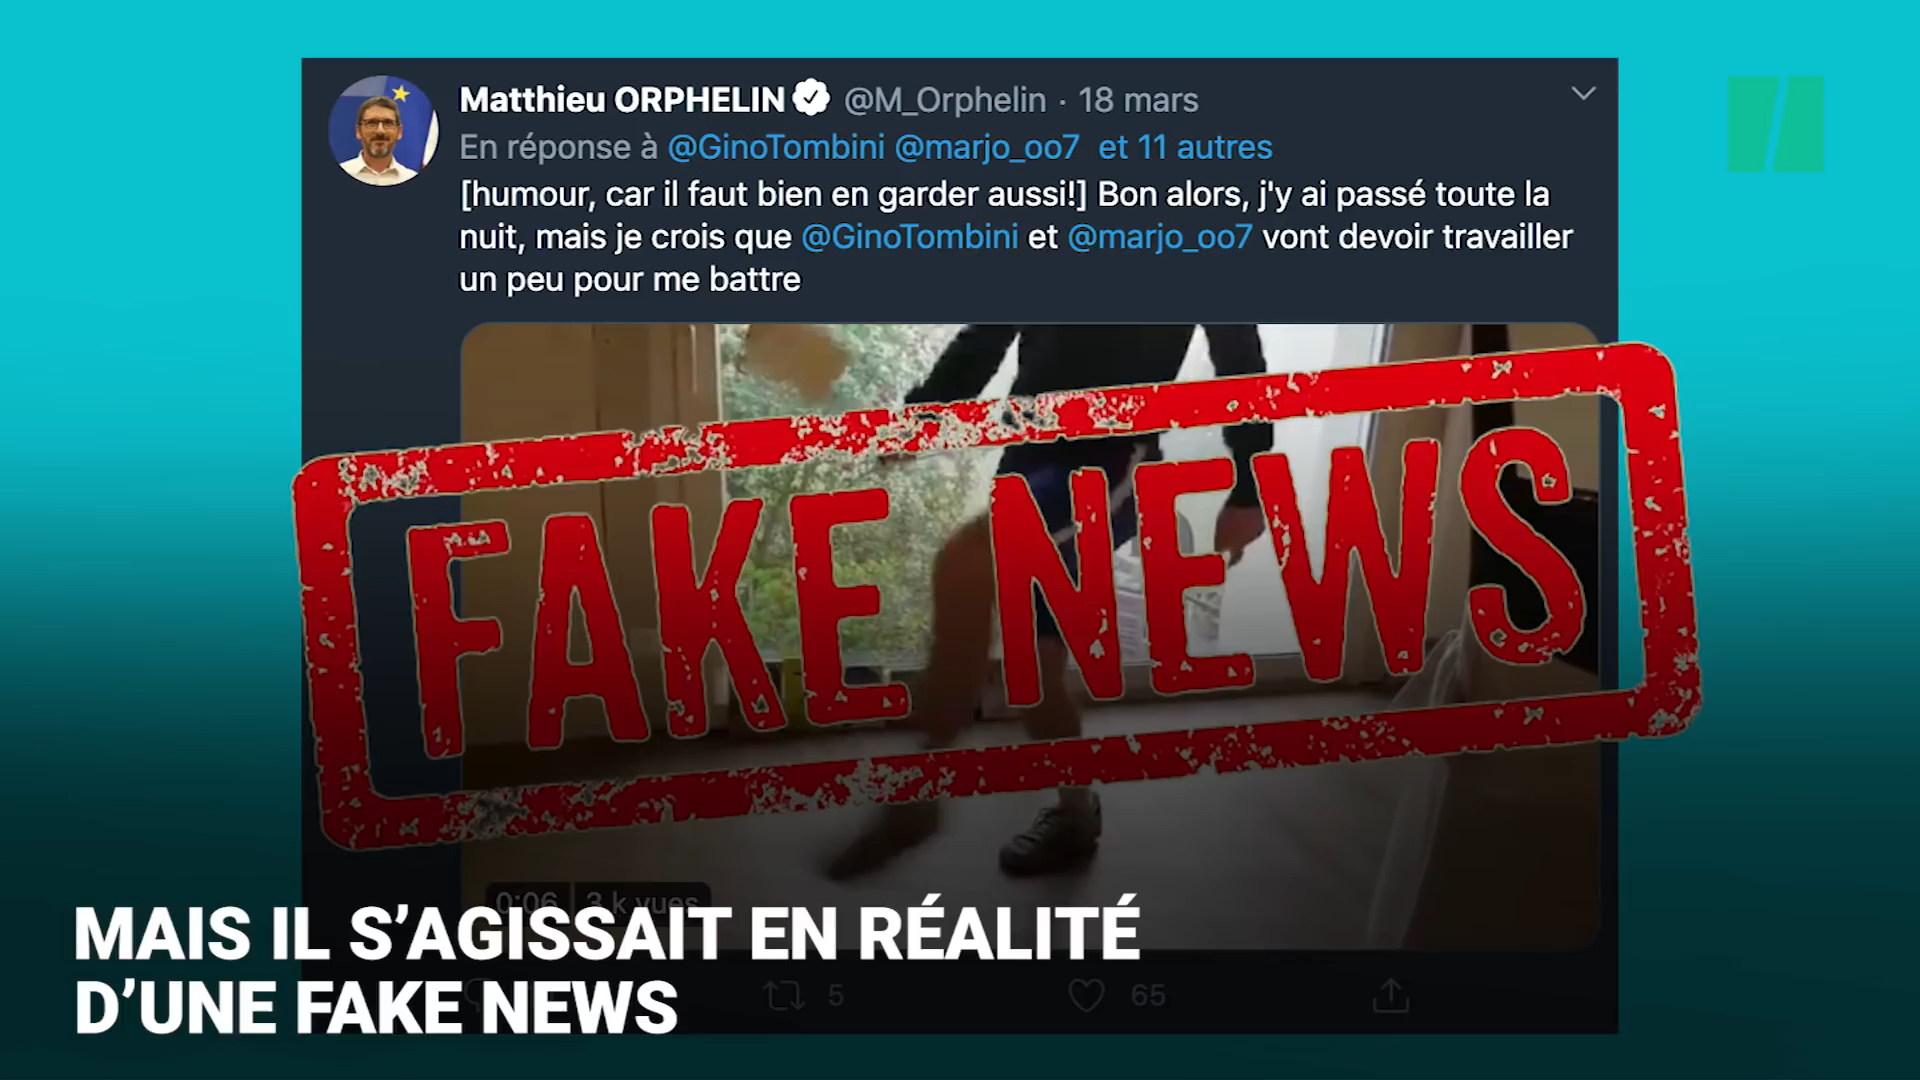 Matthieu ORPHELIN @M_Orphelin · 18 mars
En réponse à @GinoTombini @marjo_oo7 et 11 autres
[humour, car il faut bien en garder aussi!] Bon alors, j'y ai passé toute la
nuit, mais je crois que @GinoTombini et @marjo_oo7 vont devoir travailler
un peu pour me battre
FAKE NEWS
0:06 3 k vues
MAIS IL S’AGISSAIT EN RÉALITÉ
D’UNE FAKE NEWS
5 65